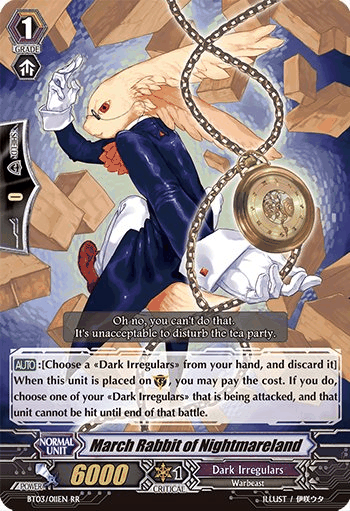 1
GRADE
SHIELD
0
Oh no, you can't do that.
It's unacceptable to disturb the tea party.
AUTO:[Choose a «Dark Irregulars» from your hand, and discard it]
When this unit is placed on , you may pay the cost. If you do,
choose one of your «Dark Irregulars» that is being attacked, and that
unit cannot be hit until end of that battle.
NORMAL
UNIT
March Rabbit of Nightmareland
POWER
6000
1
CRITICAL
Dark Irregulars
Warbeast
BT03/011EN RR
ILLUST / 伊咲ウタ